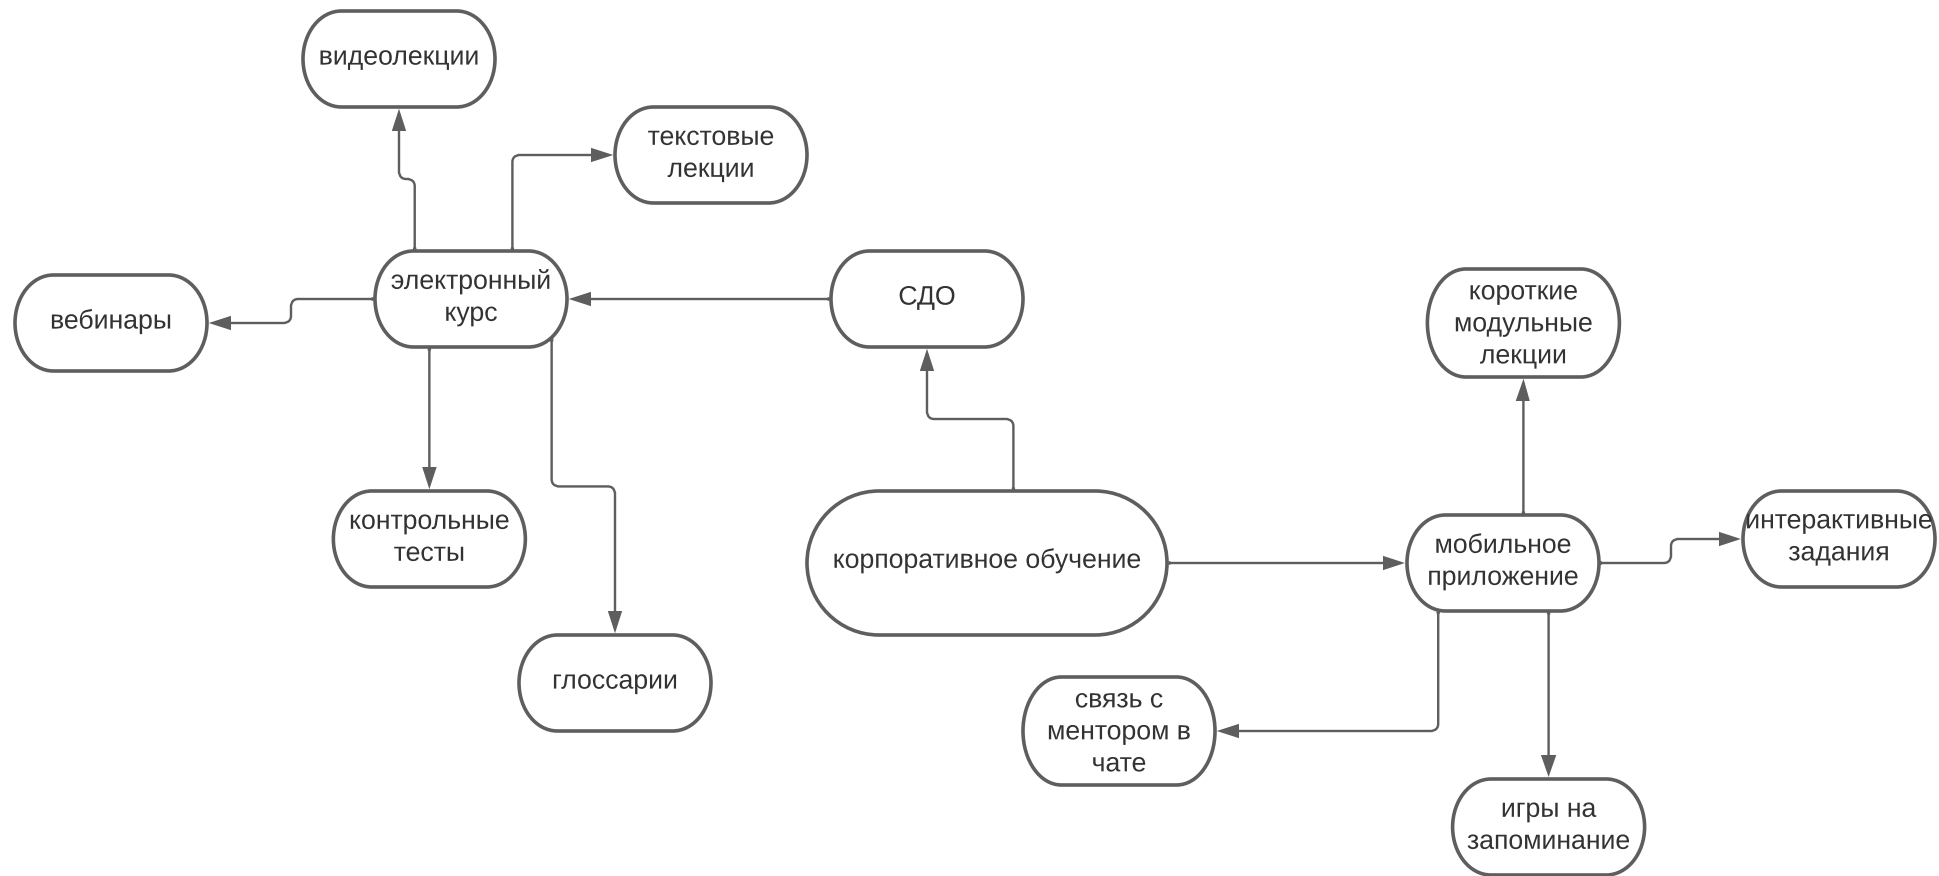 видеолекции
текстовые
лекции
электронный
курс
СДО
вебинары
короткие
модульные
лекции
контрольные
тесты
корпоративное обучение
мобильное
приложение
интерактивные
задания
глоссарии
связь с
ментором в
чате
игры на
запоминание